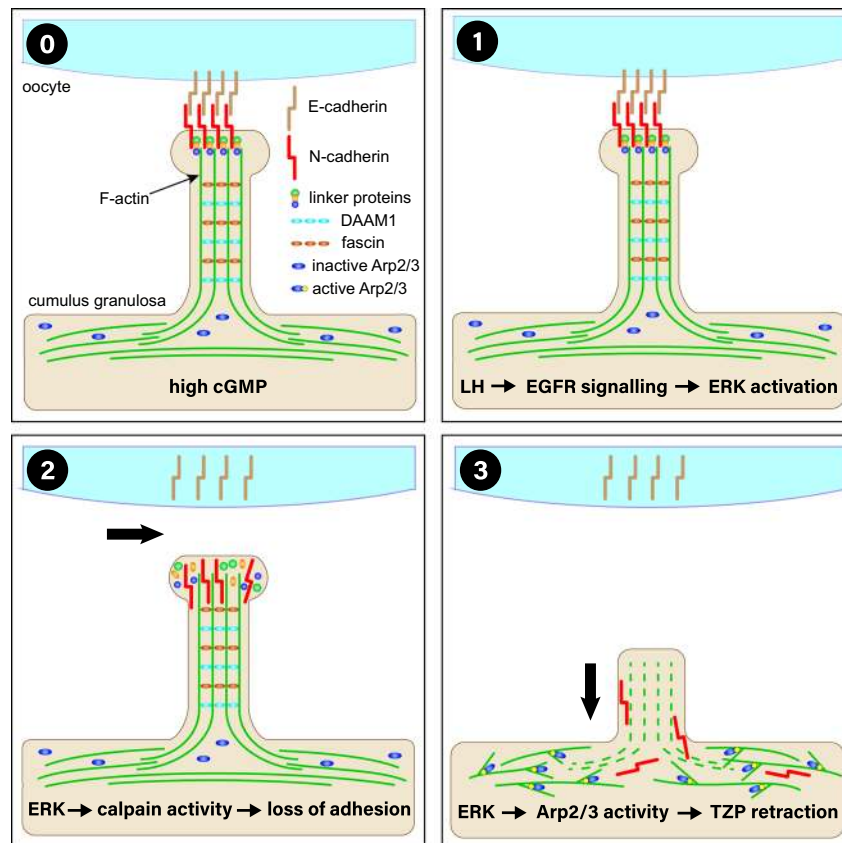 0
oocyte
E-cadherin
N-cadherin
F-actin
linker proteins
DAAM1
fascin
inactive Arp2/3
active Arp2/3
cumulus granulosa
high cGMP
1
LH → EGFR signalling → ERK activation
2
ERK → calpain activity → loss of adhesion
3
ERK → Arp2/3 activity → TZP retraction